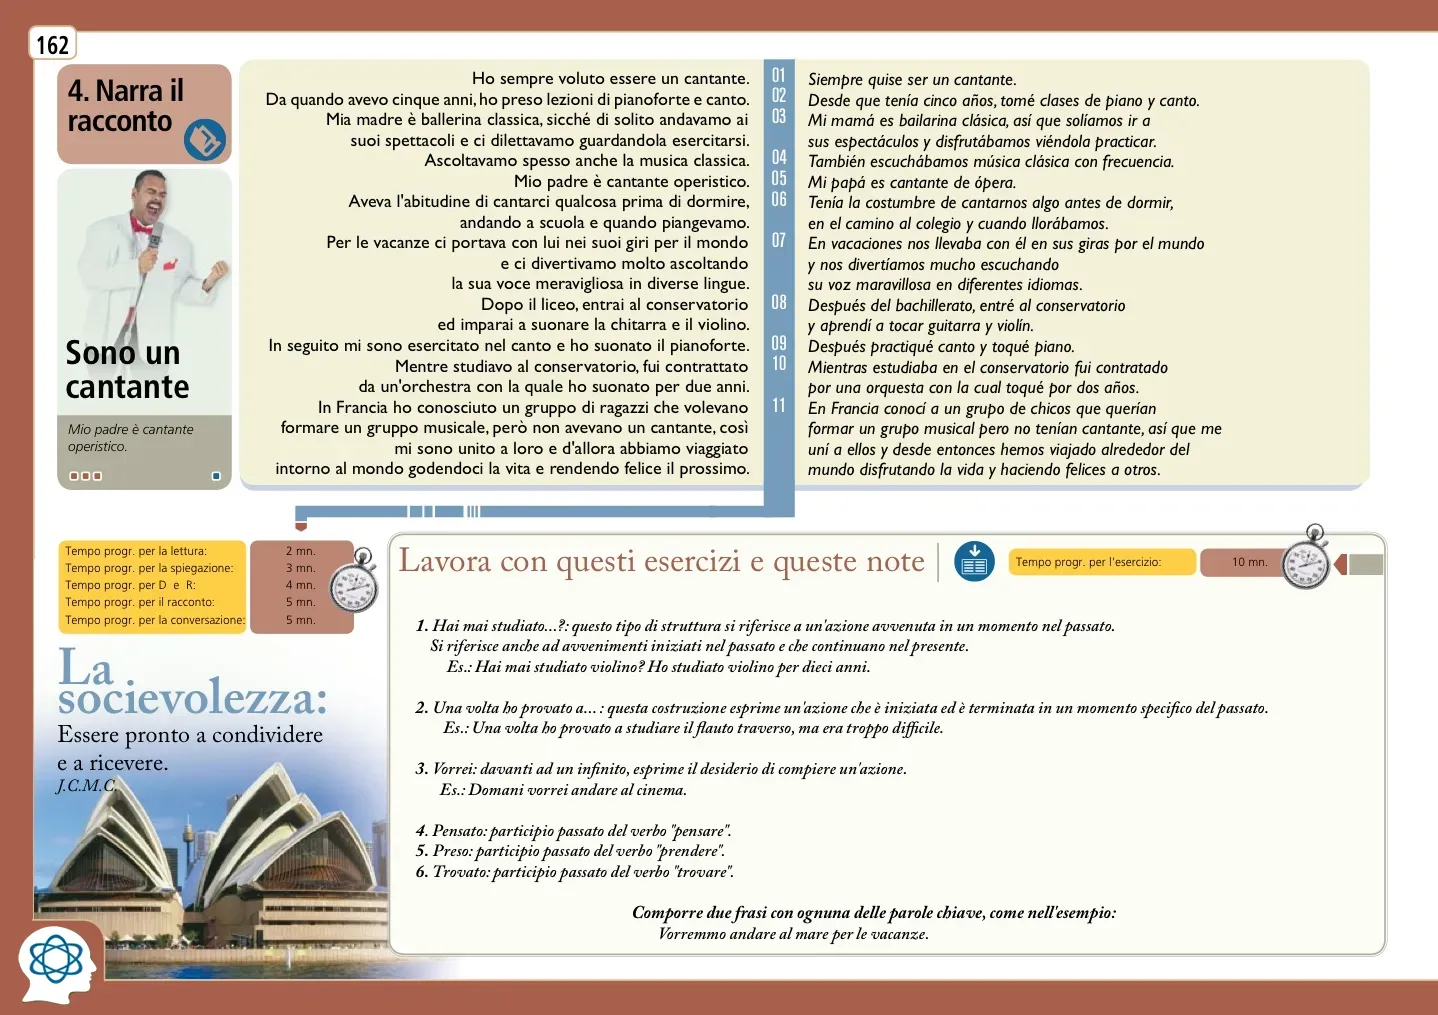 162
4. Narra il
racconto
Sono un
cantante
Mio padre è cantante
operistico.
Ho sempre voluto essere un cantante.
Da quando avevo cinque anni, ho preso lezioni di pianoforte e canto.
Mia madre è ballerina classica, sicché di solito andavamo ai
suoi spettacoli e ci dilettavamo guardandola esercitarsi.
Ascoltavamo spesso anche la musica classica.
Mio padre è cantante operistico.
Aveva l'abitudine di cantarci qualcosa prima di dormire,
andando a scuola e quando piangevamo.
Per le vacanze ci portava con lui nei suoi giri per il mondo
e ci divertivamo molto ascoltando
la sua voce meravigliosa in diverse lingue.
Dopo il liceo, entrai al conservatorio
ed imparai a suonare la chitarra e il violino.
In seguito mi sono esercitato nel canto e ho suonato il pianoforte.
Mentre studiavo al conservatorio, fui contrattato
da un'orchestra con la quale ho suonato per due anni.
In Francia ho conosciuto un gruppo di ragazzi che volevano
formare un gruppo musicale, però non avevano un cantante, così
mi sono unito a loro e d'allora abbiamo viaggiato
intorno al mondo godendoci la vita e rendendo felice il prossimo.
01
02
03
04
05
06
07
08
09
10
11
Siempre quise ser un cantante.
Desde que tenía cinco años, tomé clases de piano y canto.
Mi mamá es bailarina clásica, así que solíamos ir a
sus espectáculos y disfrutábamos viéndola practicar.
También escuchábamos música clásica con frecuencia.
Mi papá es cantante de ópera.
Tenía la costumbre de cantarnos algo antes de dormir,
en el camino al colegio y cuando llorábamos.
En vacaciones nos llevaba con él en sus giras por el mundo
y nos divertíamos mucho escuchando
su voz maravillosa en diferentes idiomas.
Después del bachillerato, entré al conservatorio
y aprendí a tocar guitarra y violín.
Después practiqué canto y toqué piano.
Mientras estudiaba en el conservatorio fui contratado
por una orquesta con la cual toqué por dos años.
En Francia conocí a un grupo de chicos que querían
formar un grupo musical pero no tenían cantante, así que me
uní a ellos y desde entonces hemos viajado alrededor del
mundo disfrutando la vida y haciendo felices a otros.
Tempo progr. per la lettura: 2 mn.
Tempo progr. per la spiegazione: 3 mn.
Tempo progr. per D e R: 4 mn.
Tempo progr. per il racconto: 5 mn.
Tempo progr. per la conversazione: 5 mn.
La
socievolezza:
Essere pronto a condividere
e a ricevere.
J.C.M.C.
Lavora con questi esercizi e queste note
Tempo progr. per l'esercizio: 10 mn.
1. Hai mai studiato...?: questo tipo di struttura si riferisce a un'azione avvenuta in un momento nel passato.
Si riferisce anche ad avvenimenti iniziati nel passato e che continuano nel presente.
Es.: Hai mai studiato violino? Ho studiato violino per dieci anni.
2. Una volta ho provato a... : questa costruzione esprime un'azione che è iniziata ed è terminata in un momento specifico del passato.
Es.: Una volta ho provato a studiare il flauto traverso, ma era troppo difficile.
3. Vorrei: davanti ad un infinito, esprime il desiderio di compiere un'azione.
Es.: Domani vorrei andare al cinema.
4. Pensato: participio passato del verbo "pensare".
5. Preso: participio passato del verbo "prendere".
6. Trovato: participio passato del verbo "trovare".
Comporre due frasi con ognuna delle parole chiave, come nell'esempio:
Vorremmo andare al mare per le vacanze.